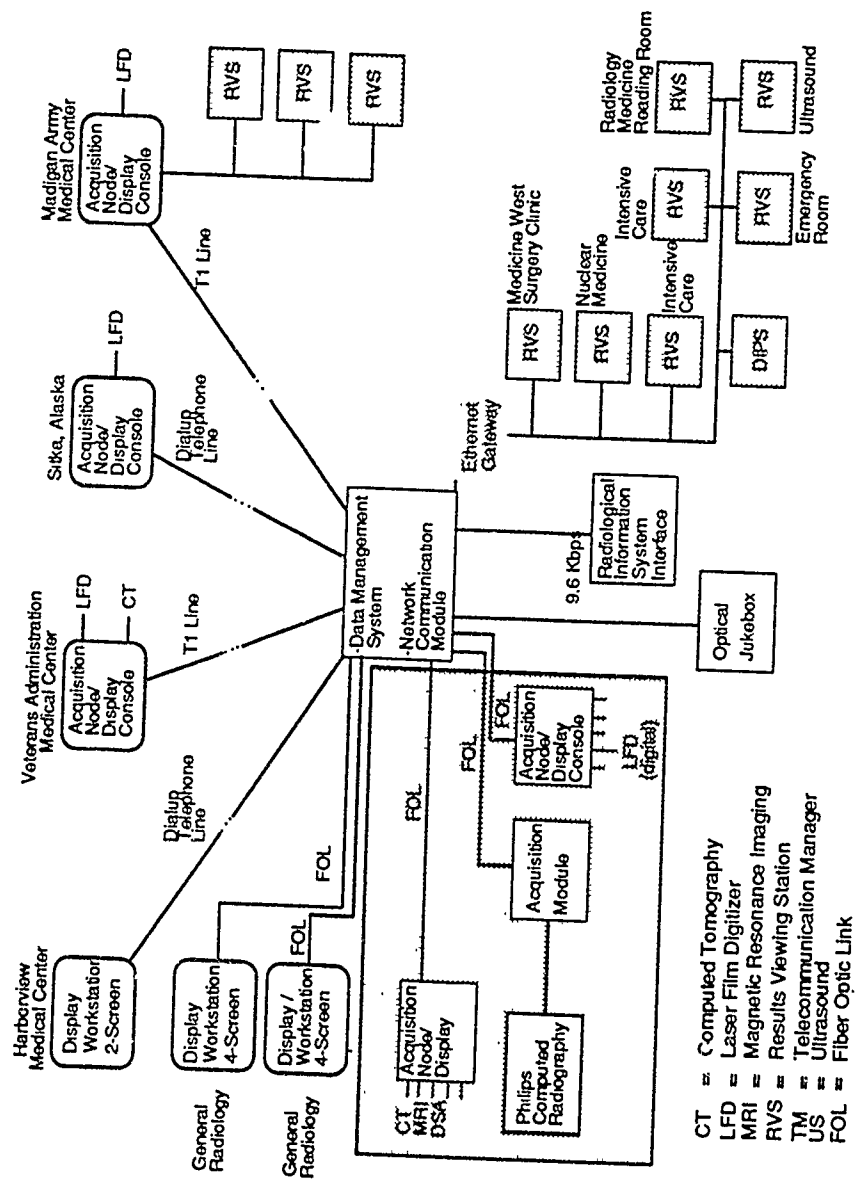 Harborview
Medical Center
Display
Workstation
2-Screen
Dialup
Telephone
Line
Veterans Administration
Medical Center
Acquisition
Node/
Display
Console
LFD
CT
T1 Line
Sitka, Alaska
Acquisition
Node/
Display
Console
LFD
Dialup
Telephone
Line
Madigan Army
Medical Center
Acquisition
Node/
Display
Console
LFD
T1 Line
RVS
RVS
RVS
General
Radiology
Display
Workstation
4-Screen
FOL
General
Radiology
Display /
Workstation
4-Screen
FOL
-Data Management
System
-Network
Communication
Module
Ethernet
Gateway
Medicine West
Surgery Clinic
RVS
Nuclear
Medicine
RVS
Intensive
Care
RVS
Intensive
Care
RVS
Radiology
Medicine
Reading Room
RVS
DIPS
RVS
Emergency
Room
RVS
Ultrasound
CT
MRI
DSA
Acquisition
Node/
Display
FOL
Philips
Computed
Radiography
Acquisition
Module
FOL
Acquisition
Node/
Display
Console
FOL
LFD
(digital)
9.6 Kbps
Radiological
Information
System
Interface
Optical
Jukebox
CT = Computed Tomography
LFD = Laser Film Digitizer
MRI = Magnetic Resonance Imaging
RVS = Results Viewing Station
TM = Telecommunication Manager
US = Ultrasound
FOL = Fiber Optic Link